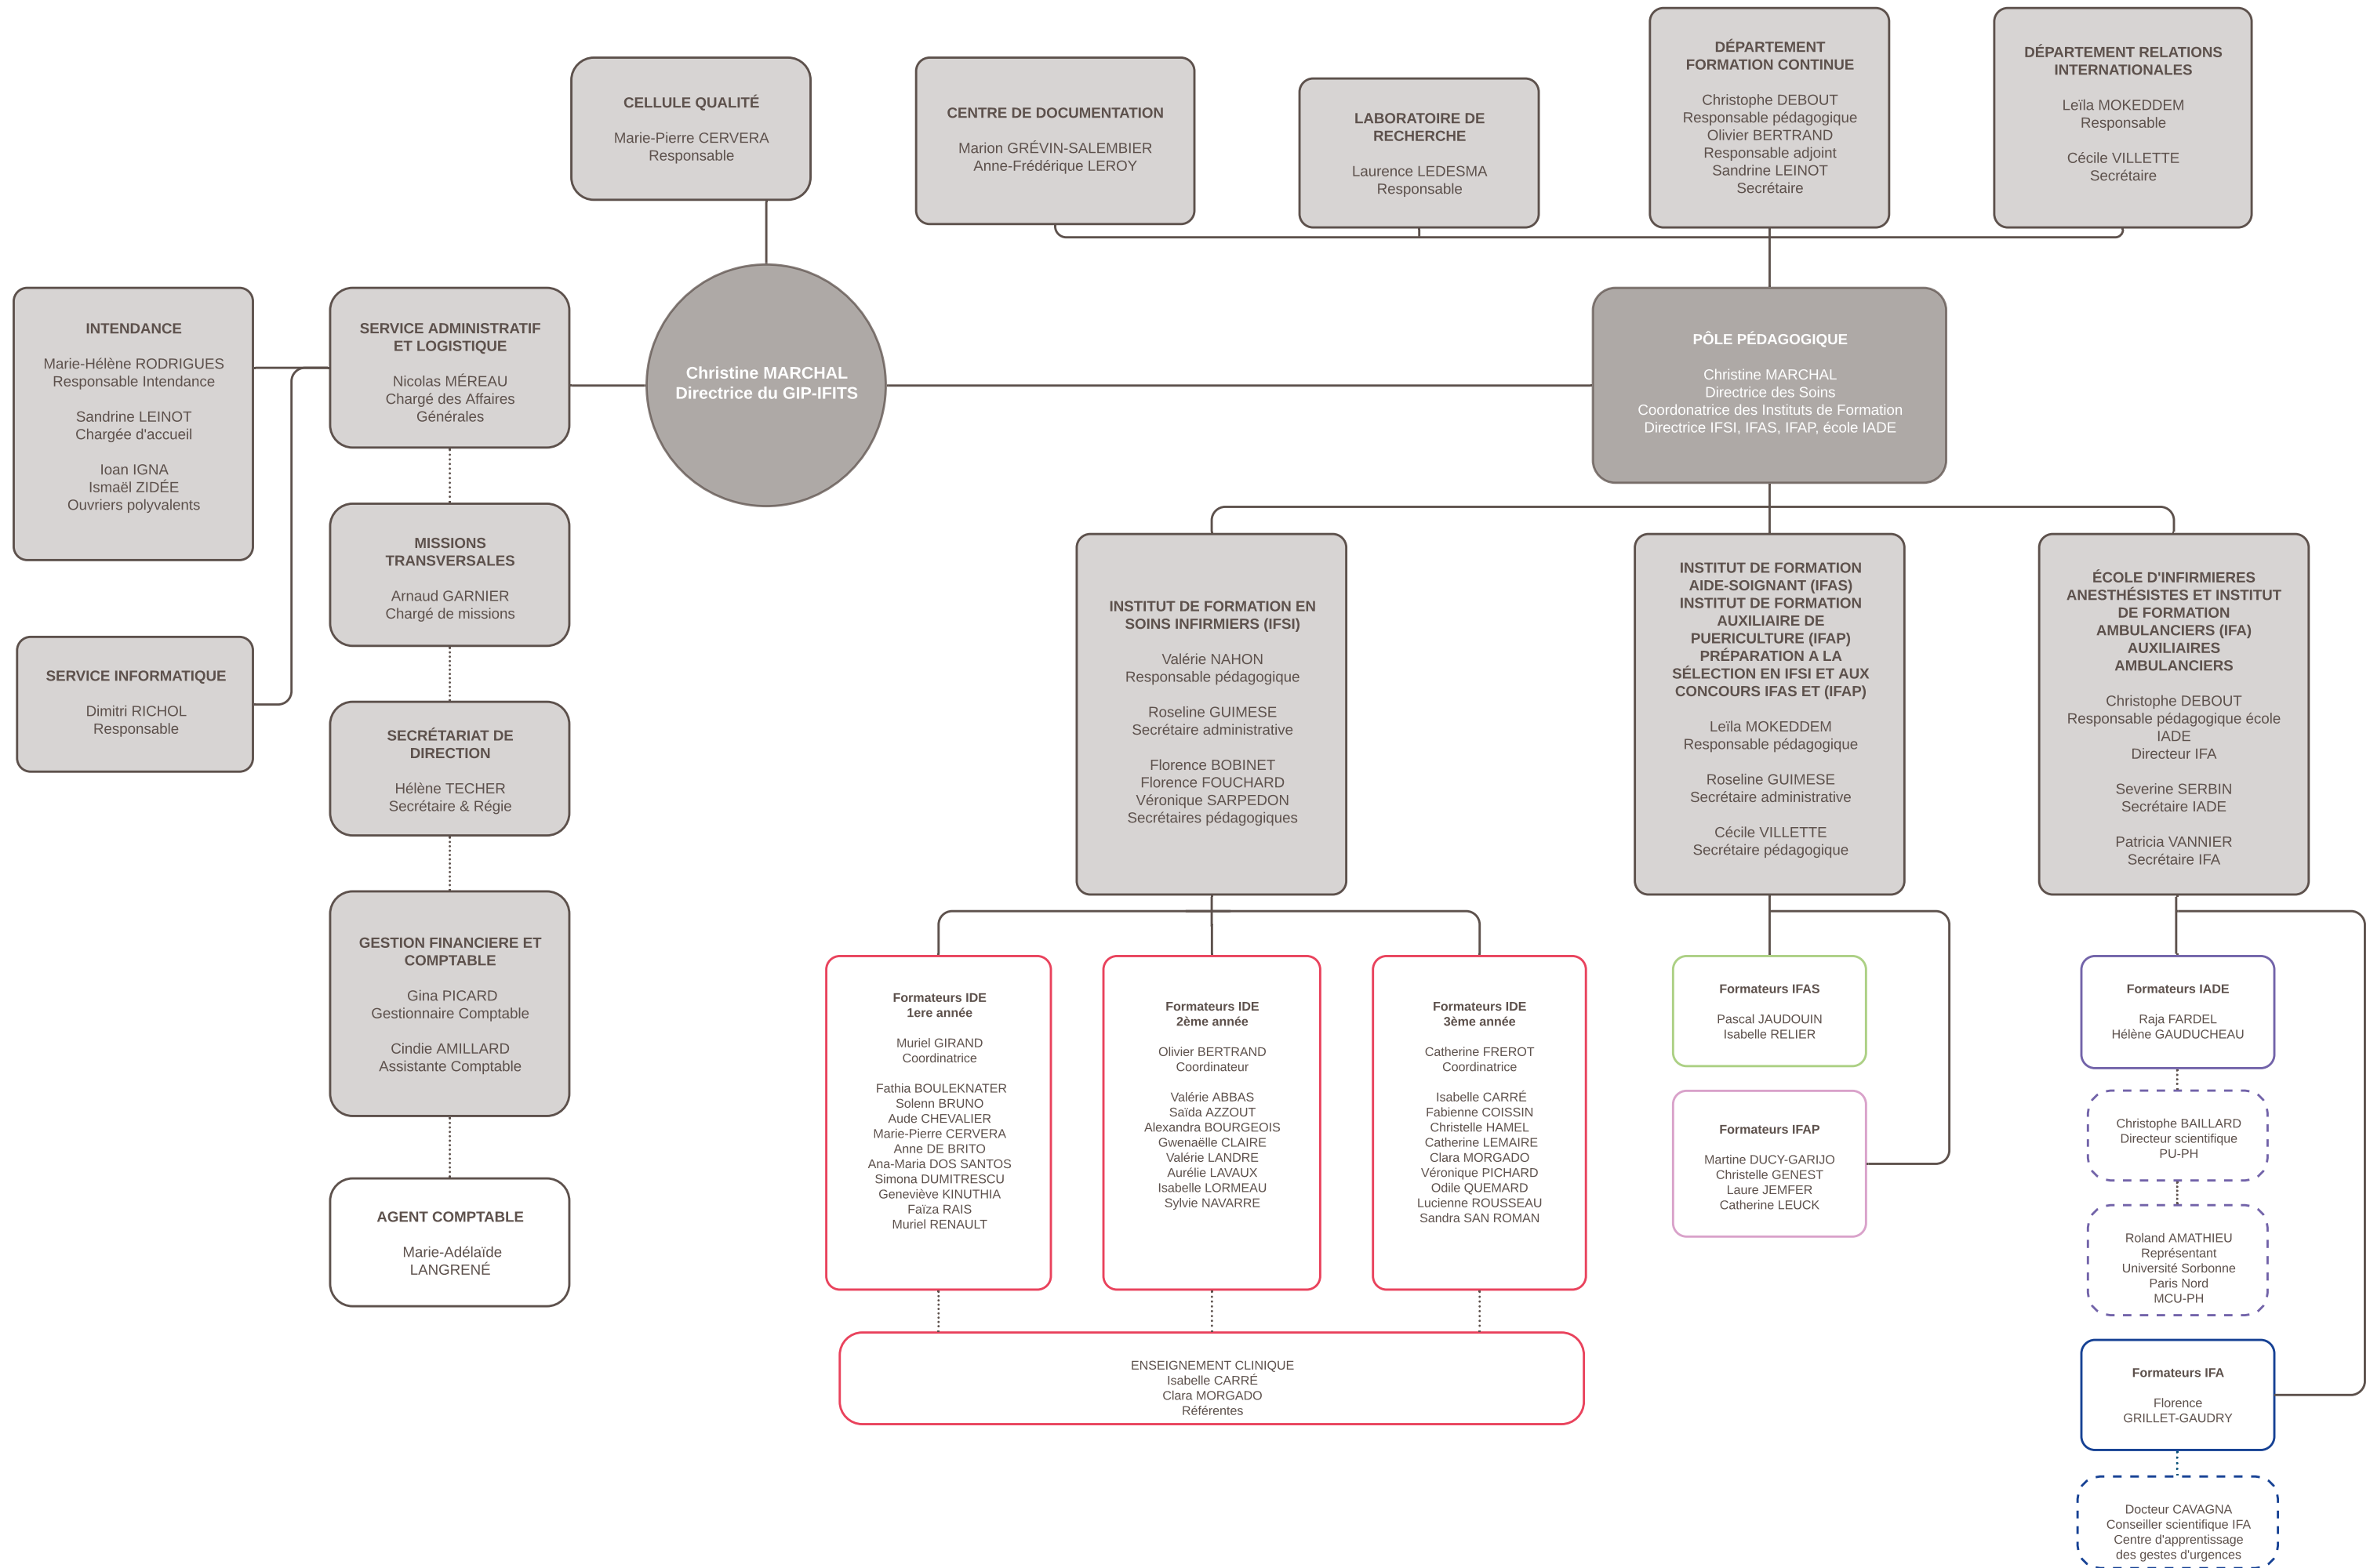 CELLULE QUALITÉ
Marie-Pierre CERVERA
Responsable
CENTRE DE DOCUMENTATION
Marion GRÉVIN-SALEMBIER
Anne-Frédérique LEROY
LABORATOIRE DE
RECHERCHE
Laurence LEDESMA
Responsable
DÉPARTEMENT
FORMATION CONTINUE
Christophe DEBOUT
Responsable pédagogique
Olivier BERTRAND
Responsable adjoint
Sandrine LEINOT
Secrétaire
DÉPARTEMENT RELATIONS
INTERNATIONALES
Leïla MOKEDDEM
Responsable
Cécile VILLETTE
Secrétaire
INTENDANCE
Marie-Hélène RODRIGUES
Responsable Intendance
Sandrine LEINOT
Chargée d'accueil
Ioan IGNA
Ismaël ZIDÉE
Ouvriers polyvalents
SERVICE ADMINISTRATIF
ET LOGISTIQUE
Nicolas MÉREAU
Chargé des Affaires
Générales
Christine MARCHAL
Directrice du GIP-IFITS
PÔLE PÉDAGOGIQUE
Christine MARCHAL
Directrice des Soins
Coordonatrice des Instituts de Formation
Directrice IFSI, IFAS, IFAP, école IADE
MISSIONS
TRANSVERSALES
Arnaud GARNIER
Chargé de missions
SERVICE INFORMATIQUE
Dimitri RICHOL
Responsable
SECRÉTARIAT DE
DIRECTION
Hélène TECHER
Secrétaire & Régie
GESTION FINANCIERE ET
COMPTABLE
Gina PICARD
Gestionnaire Comptable
Cindie AMILLARD
Assistante Comptable
AGENT COMPTABLE
Marie-Adélaïde
LANGRENÉ
INSTITUT DE FORMATION EN
SOINS INFIRMIERS (IFSI)
Valérie NAHON
Responsable pédagogique
Roseline GUIMESE
Secrétaire administrative
Florence BOBINET
Florence FOUCHARD
Véronique SARPEDON
Secrétaires pédagogiques
INSTITUT DE FORMATION
AIDE-SOIGNANT (IFAS)
INSTITUT DE FORMATION
AUXILIAIRE DE
PUERICULTURE (IFAP)
PRÉPARATION A LA
SÉLECTION EN IFSI ET AUX
CONCOURS IFAS ET (IFAP)
Leïla MOKEDDEM
Responsable pédagogique
Roseline GUIMESE
Secrétaire administrative
Cécile VILLETTE
Secrétaire pédagogique
ÉCOLE D'INFIRMIERES
ANESTHÉSISTES ET INSTITUT
DE FORMATION
AMBULANCIERS (IFA)
AUXILIAIRES
AMBULANCIERS
Christophe DEBOUT
Responsable pédagogique école
IADE
Directeur IFA
Severine SERBIN
Secrétaire IADE
Patricia VANNIER
Secrétaire IFA
Formateurs IDE
1ere année
Muriel GIRAND
Coordinatrice
Fathia BOULEKNATER
Solenn BRUNO
Aude CHEVALIER
Marie-Pierre CERVERA
Anne DE BRITO
Ana-Maria DOS SANTOS
Simona DUMITRESCU
Geneviève KINUTHIA
Faïza RAIS
Muriel RENAULT
Formateurs IDE
2ème année
Olivier BERTRAND
Coordinateur
Valérie ABBAS
Saïda AZZOUT
Alexandra BOURGEOIS
Gwenaëlle CLAIRE
Valérie LANDRE
Aurélie LAVAUX
Isabelle LORMEAU
Sylvie NAVARRE
Formateurs IDE
3ème année
Catherine FREROT
Coordinatrice
Isabelle CARRÉ
Fabienne COISSIN
Christelle HAMEL
Catherine LEMAIRE
Clara MORGADO
Véronique PICHARD
Odile QUEMARD
Lucienne ROUSSEAU
Sandra SAN ROMAN
ENSEIGNEMENT CLINIQUE
Isabelle CARRÉ
Clara MORGADO
Référentes
Formateurs IFAS
Pascal JAUDOUIN
Isabelle RELIER
Formateurs IFAP
Martine DUCY-GARIJO
Christelle GENEST
Laure JEMFER
Catherine LEUCK
Formateurs IADE
Raja FARDEL
Hélène GAUDUCHEAU
Christophe BAILLARD
Directeur scientifique
PU-PH
Roland AMATHIEU
Représentant
Université Sorbonne
Paris Nord
MCU-PH
Formateurs IFA
Florence
GRILLET-GAUDRY
Docteur CAVAGNA
Conseiller scientifique IFA
Centre d'apprentissage
des gestes d'urgences